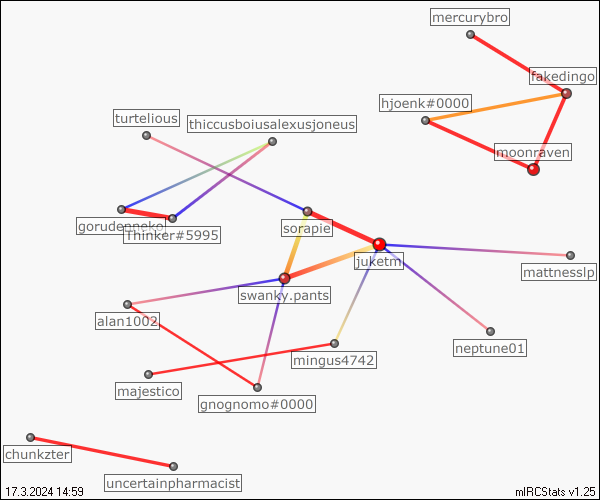 mercurybro
fakedingo
hjoenk#0000
turtelious
thiccusboiusalexusjoneus
moonraven
gorudenneko
Thinker#5995
sorapie
juketm
mattnesslp
swanky.pants
alan1002
neptune01
mingus4742
majestico
gnognomo#0000
chunkzter
uncertainpharmacist
17.3.2024 14:59
mIRCStats v1.25